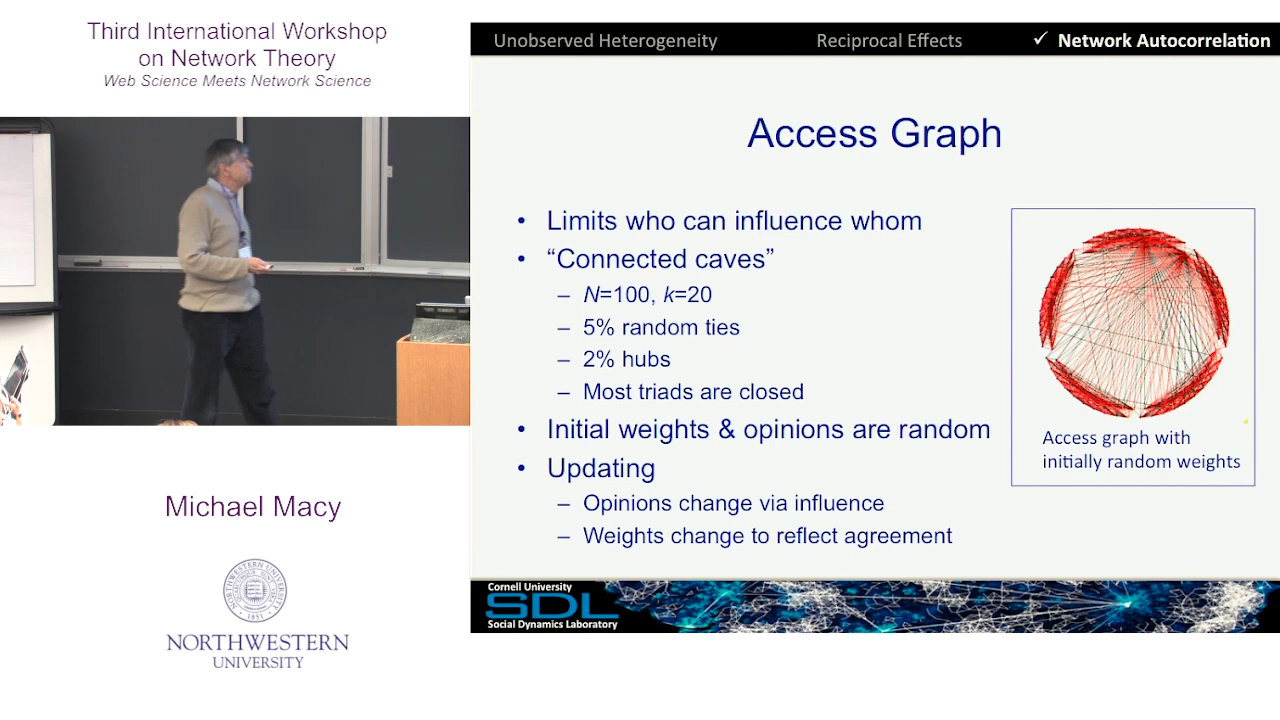 Third International Workshop
on Network Theory
Web Science Meets Network Science
Michael Macy
NORTHWESTERN UNIVERSITY
1851
NORTHWESTERN
UNIVERSITY
Unobserved Heterogeneity Reciprocal Effects ✓ Network Autocorrelation
Access Graph
• Limits who can influence whom
• “Connected caves”
– N=100, k=20
– 5% random ties
– 2% hubs
– Most triads are closed
• Initial weights & opinions are random
• Updating
– Opinions change via influence
– Weights change to reflect agreement
Access graph with
initially random weights
Cornell University
SDL
Social Dynamics Laboratory